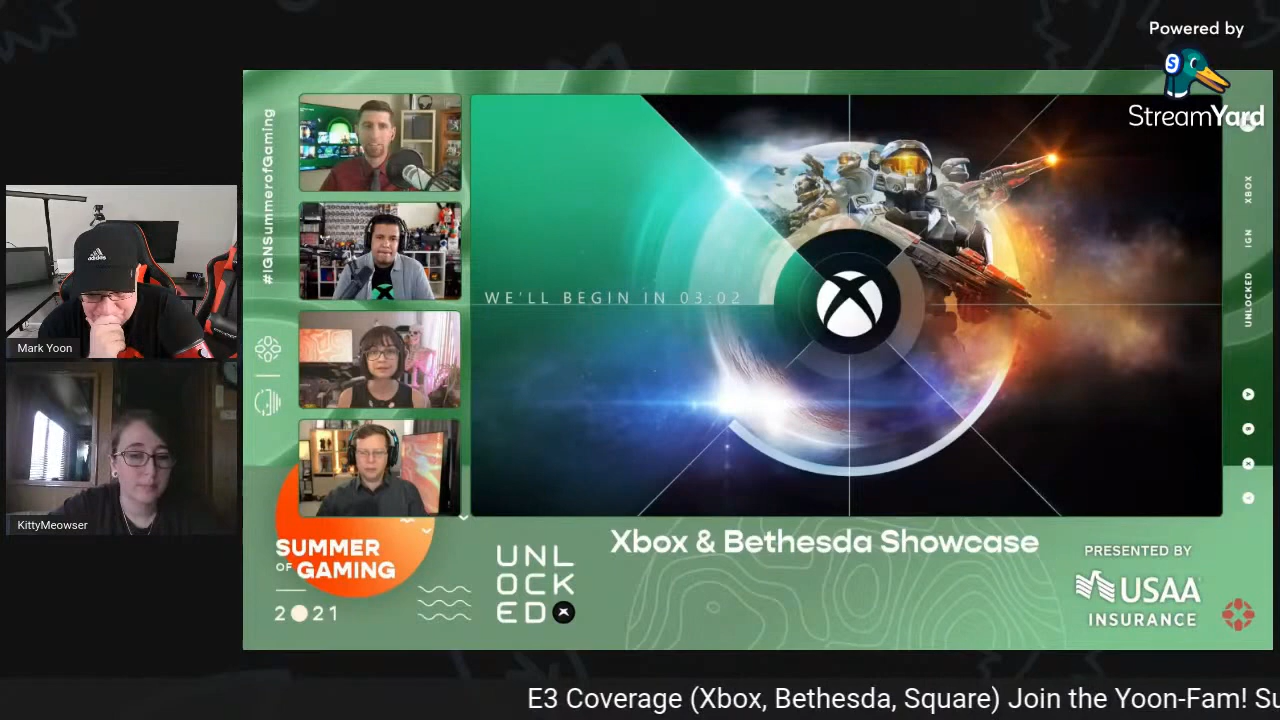 Powered by
StreamYard
#IGNSummerofGaming
WE'LL BEGIN IN 03:02
XBOX
IGN
UNLOCKED
adidas
Mark Yoon
KittyMeowser
SUMMER
OF GAMING
2021
UNL
OCK
ED
Xbox & Bethesda Showcase
PRESENTED BY
USAA
INSURANCE
E3 Coverage (Xbox, Bethesda, Square) Join the Yoon-Fam! Su